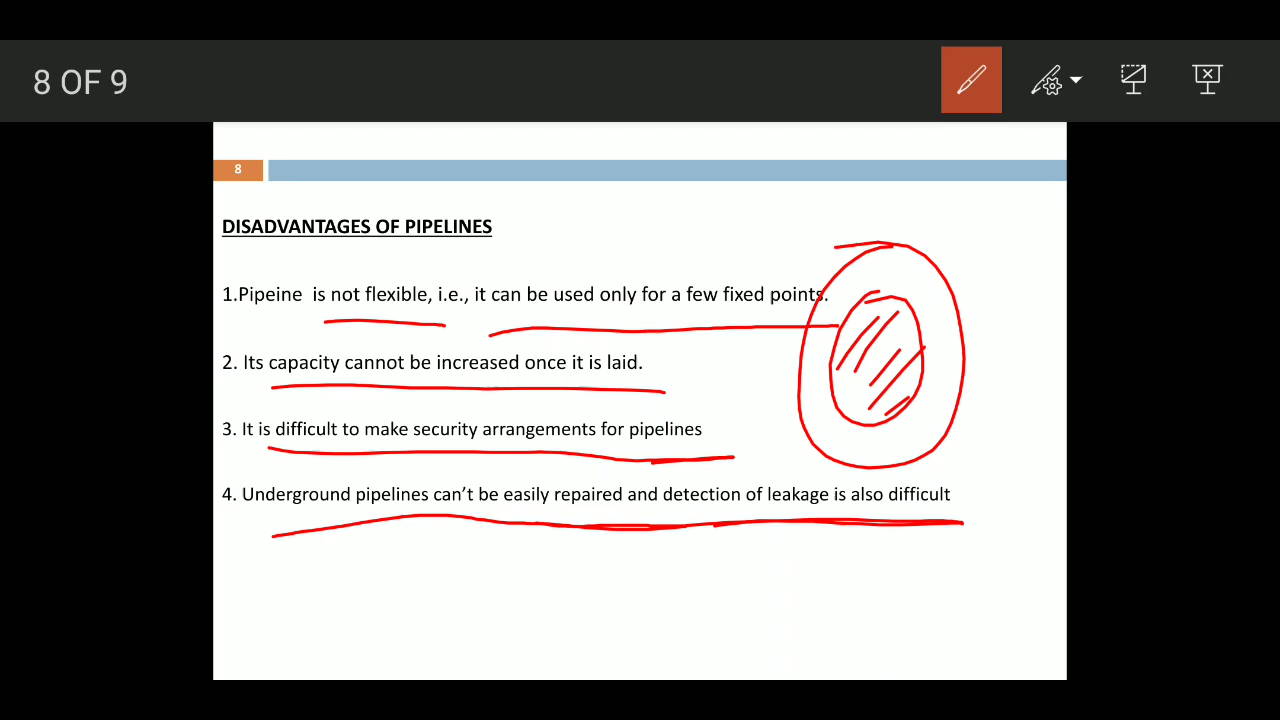 8 OF 9
8
DISADVANTAGES OF PIPELINES
1.Pipeine is not flexible, i.e., it can be used only for a few fixed points.
2. Its capacity cannot be increased once it is laid.
3. It is difficult to make security arrangements for pipelines
4. Underground pipelines can’t be easily repaired and detection of leakage is also difficult